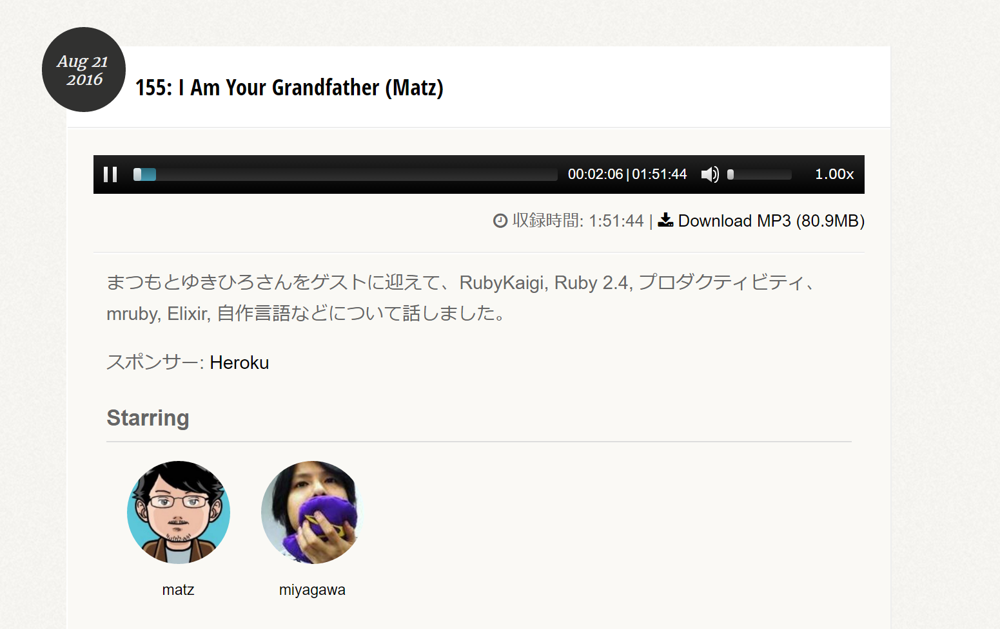 Aug 21
2016
155: I Am Your Grandfather (Matz)
00:02:06|01:51:44 1.00x
収録時間: 1:51:44 | Download MP3 (80.9MB)
まつもとゆきひろさんをゲストに迎えて、RubyKaigi, Ruby 2.4, プロダクティビティ、
mruby, Elixir, 自作言語などについて話しました。
スポンサー: Heroku
Starring
matz miyagawa